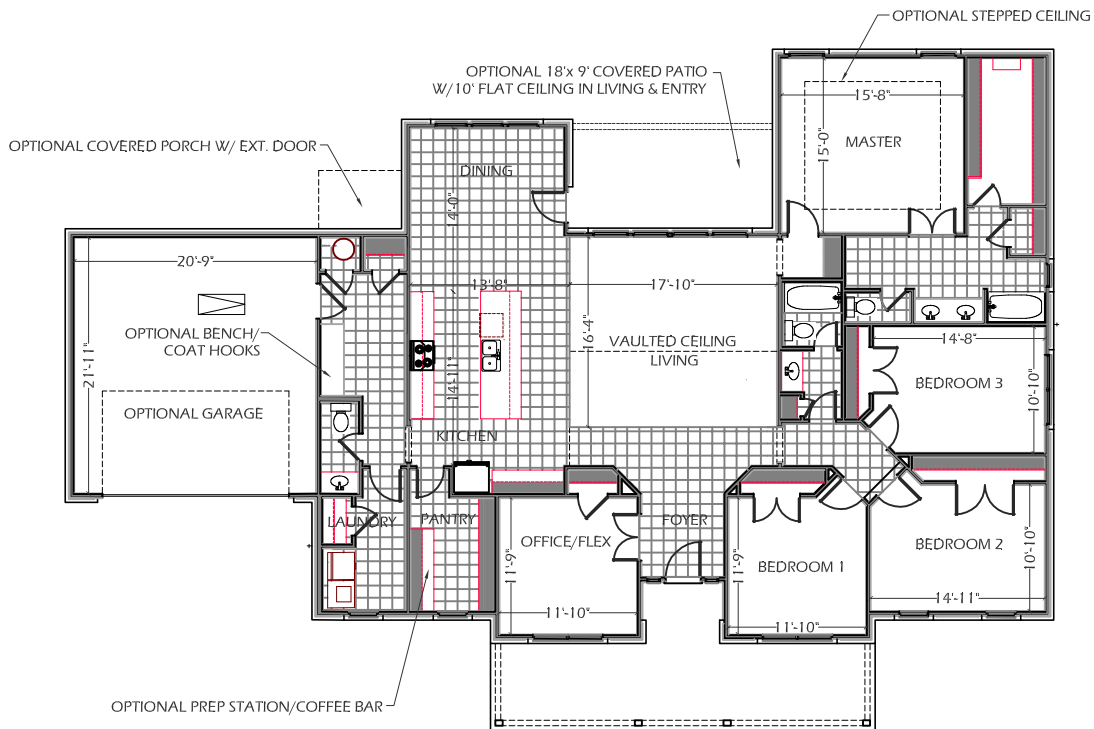 OPTIONAL STEPPED CEILING
OPTIONAL 18'x 9' COVERED PATIO
W/10' FLAT CEILING IN LIVING & ENTRY
15'-8"
15'-0"
MASTER
OPTIONAL COVERED PORCH W/ EXT. DOOR
DINING
14'-0"
20'-9"
13'-8"
17'-10"
OPTIONAL BENCH/
COAT HOOKS
21'-11"
16'-4"
VAULTED CEILING
LIVING
14'-8"
BEDROOM 3
10'-10"
14'-11"
OPTIONAL GARAGE
KITCHEN
LAUNDRY
PANTRY
OFFICE/FLEX
11'-9"
11'-10"
FOYER
11'-9"
BEDROOM 1
11'-10"
BEDROOM 2
10'-10"
14'-11"
OPTIONAL PREP STATION/COFFEE BAR